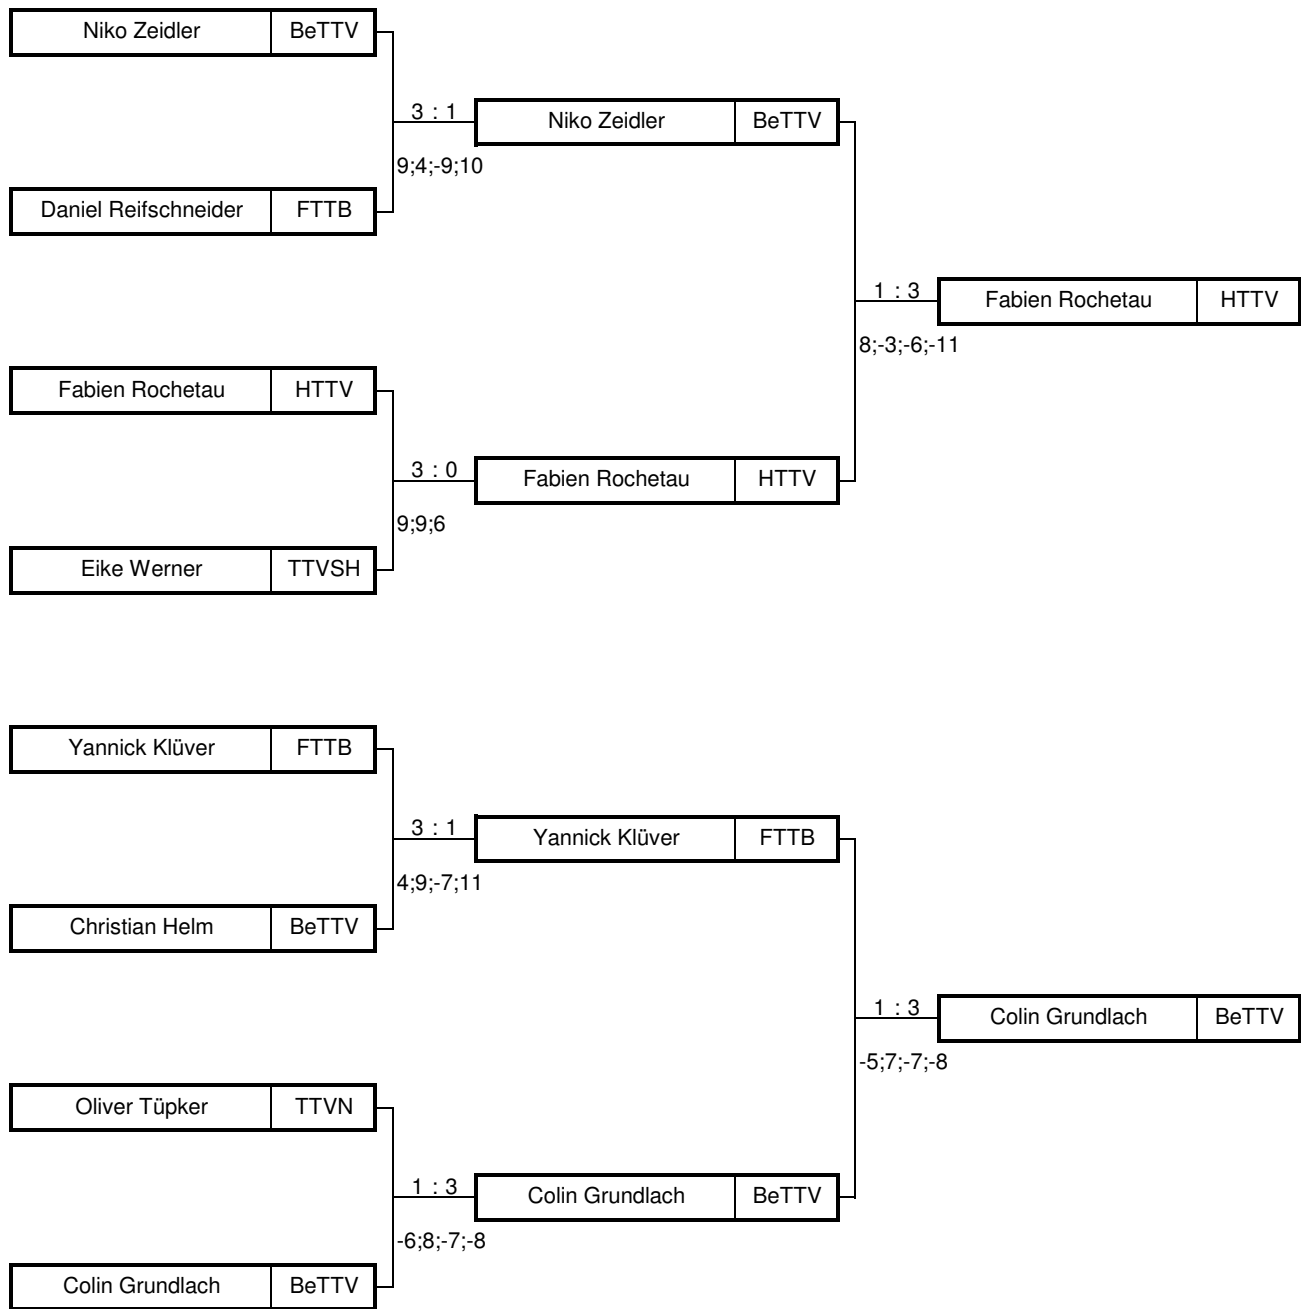 Niko Zeidler BeTTV
3 : 1 Niko Zeidler BeTTV
9;4;-9;10
Daniel Reifschneider FTTB
1 : 3 Fabien Rochetau HTTV
8;-3;-6;-11
Fabien Rochetau HTTV
3 : 0 Fabien Rochetau HTTV
9;9;6
Eike Werner TTVSH
Yannick Klüver FTTB
3 : 1 Yannick Klüver FTTB
4;9;-7;11
Christian Helm BeTTV
1 : 3 Colin Grundlach BeTTV
-5;7;-7;-8
Oliver Tüpker TTVN
1 : 3 Colin Grundlach BeTTV
-6;8;-7;-8
Colin Grundlach BeTTV